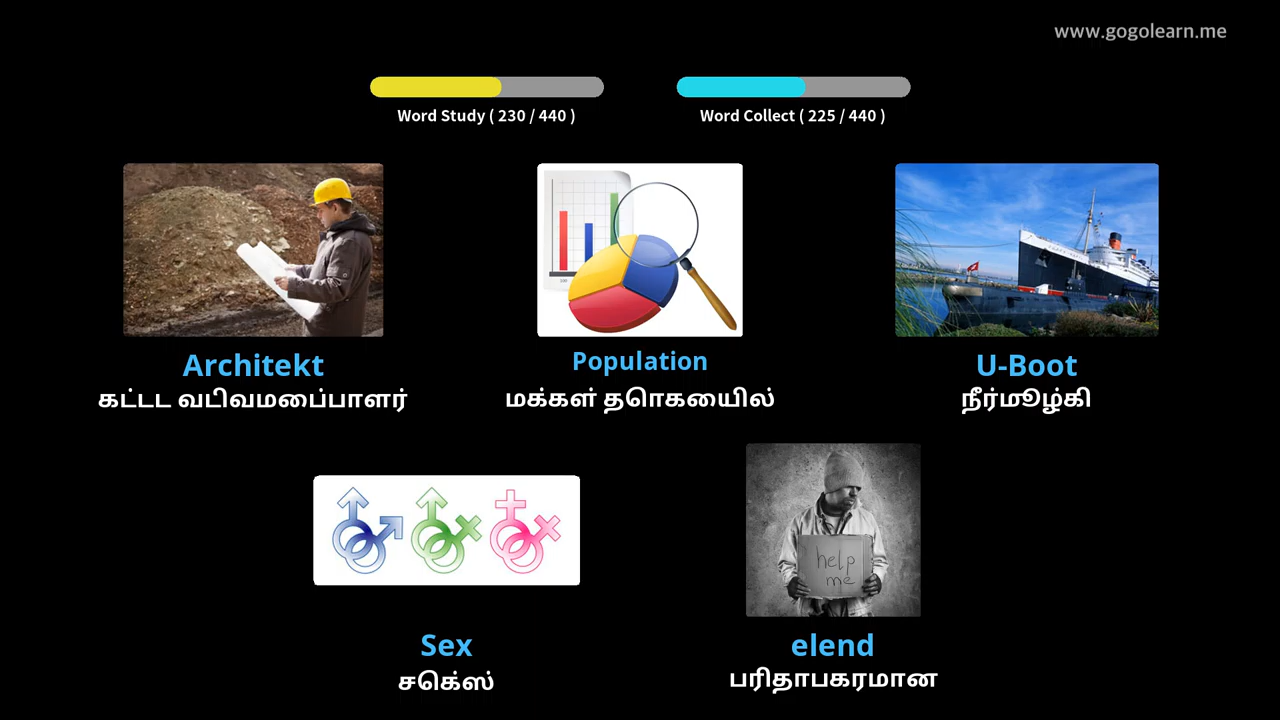 www.gogolearn.me
Word Study ( 230 / 440 )
Word Collect ( 225 / 440 )
Architekt
கட்டட வடிவமைப்பாளர்
Population
மக்கள் தொகையில்
U-Boot
நீர்மூழ்கி
help
me
Sex
செக்ஸ்
elend
பரிதாபகரமான